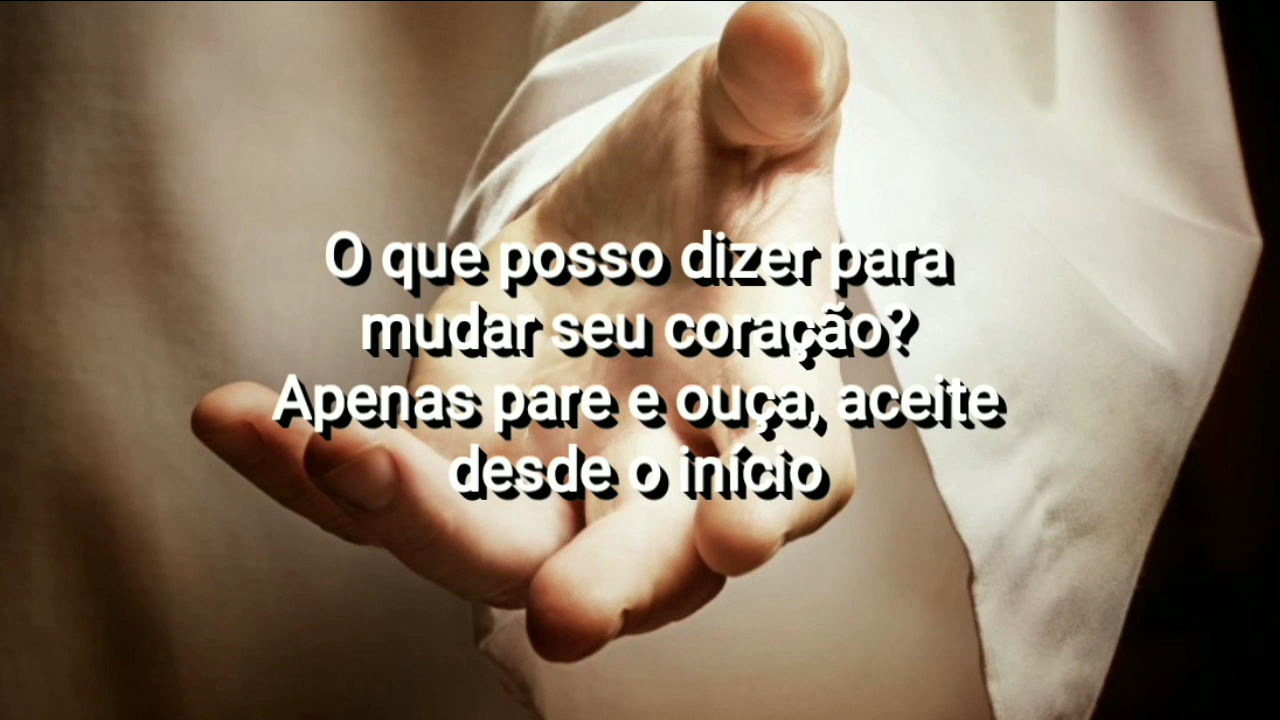 O que posso dizer para
mudar seu coração?
Apenas pare e ouça, aceite
desde o início